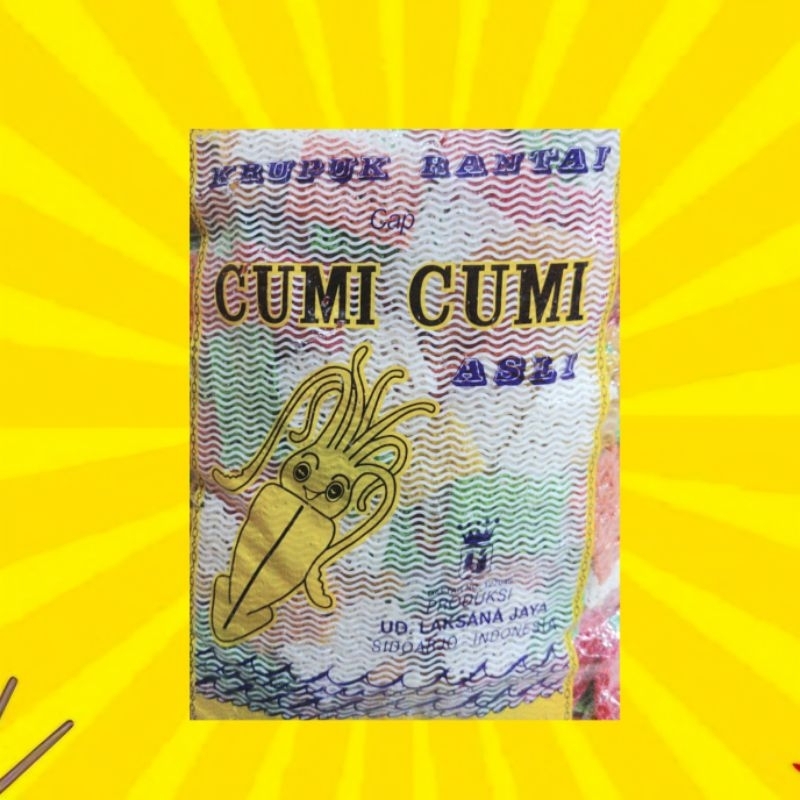 KRUPUK RANTAI
Cap
CUMI CUMI
ASLI
PRODUKSI
UD. LAKSANA JAYA
SIDOARJO - INDONESIA